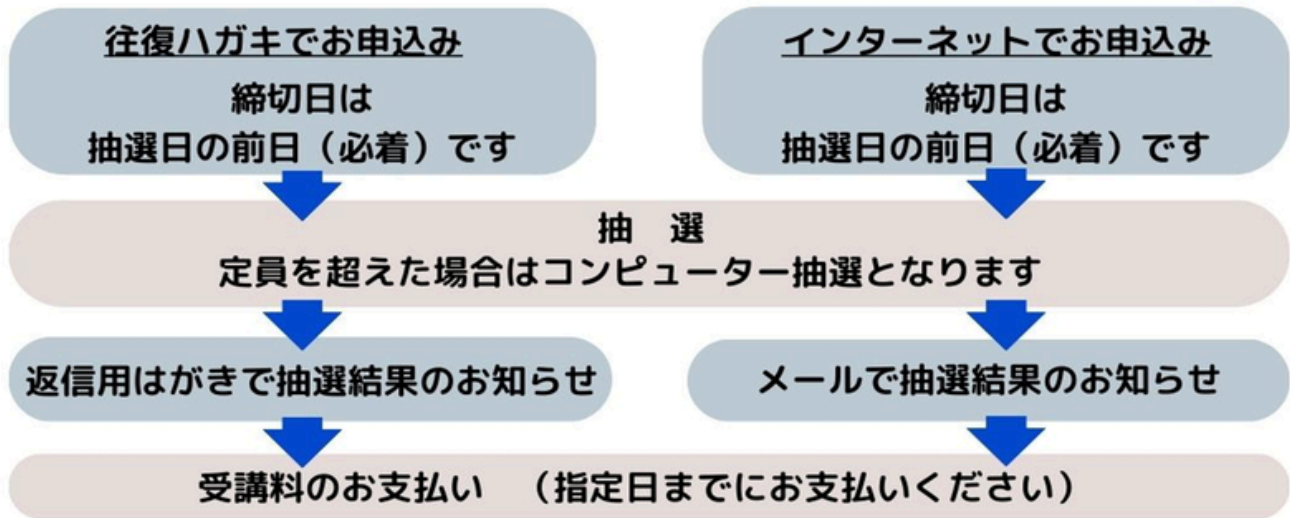 往復ハガキでお申込み
締切日は
抽選日の前日（必着）です
インターネットでお申込み
締切日は
抽選日の前日（必着）です
抽　選
定員を超えた場合はコンピューター抽選となります
返信用はがきで抽選結果のお知らせ
メールで抽選結果のお知らせ
受講料のお支払い　（指定日までにお支払いください）